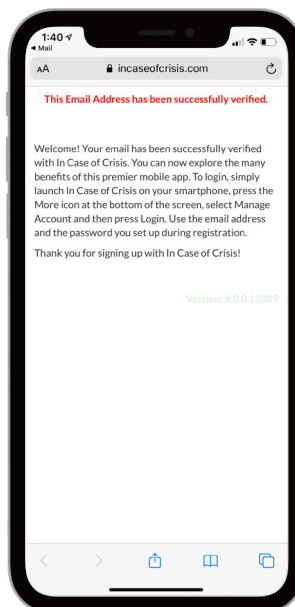 1:40
◀ Mail
AA
incaseofcrisis.com
This Email Address has been successfully verified.
Welcome! Your email has been successfully verified
with In Case of Crisis. You can now explore the many
benefits of this premier mobile app. To login, simply
launch In Case of Crisis on your smartphone, press the
More icon at the bottom of the screen, select Manage
Account and then press Login. Use the email address
and the password you set up during registration.
Thank you for signing up with In Case of Crisis!
Version: 6.0.0.13389